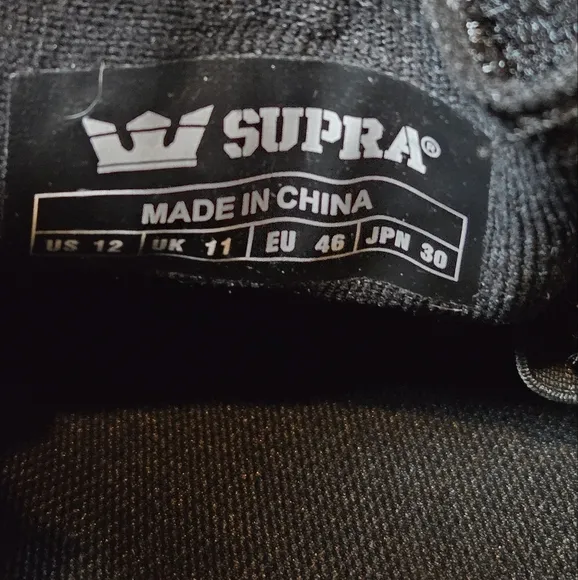 SUPRA®
MADE IN CHINA
US 12 UK 11 EU 46 JPN 30